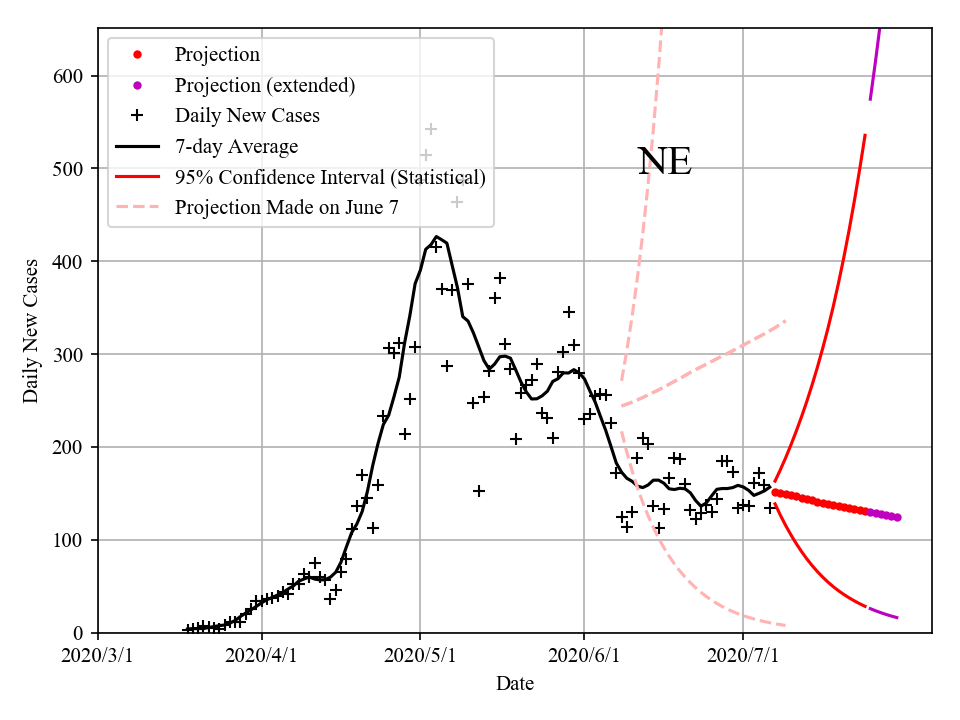 Projection
Projection (extended)
Daily New Cases
7-day Average
95% Confidence Interval (Statistical)
Projection Made on June 7
NE
600
500
400
300
200
100
0
Daily New Cases
2020/3/1
2020/4/1
2020/5/1
2020/6/1
2020/7/1
Date